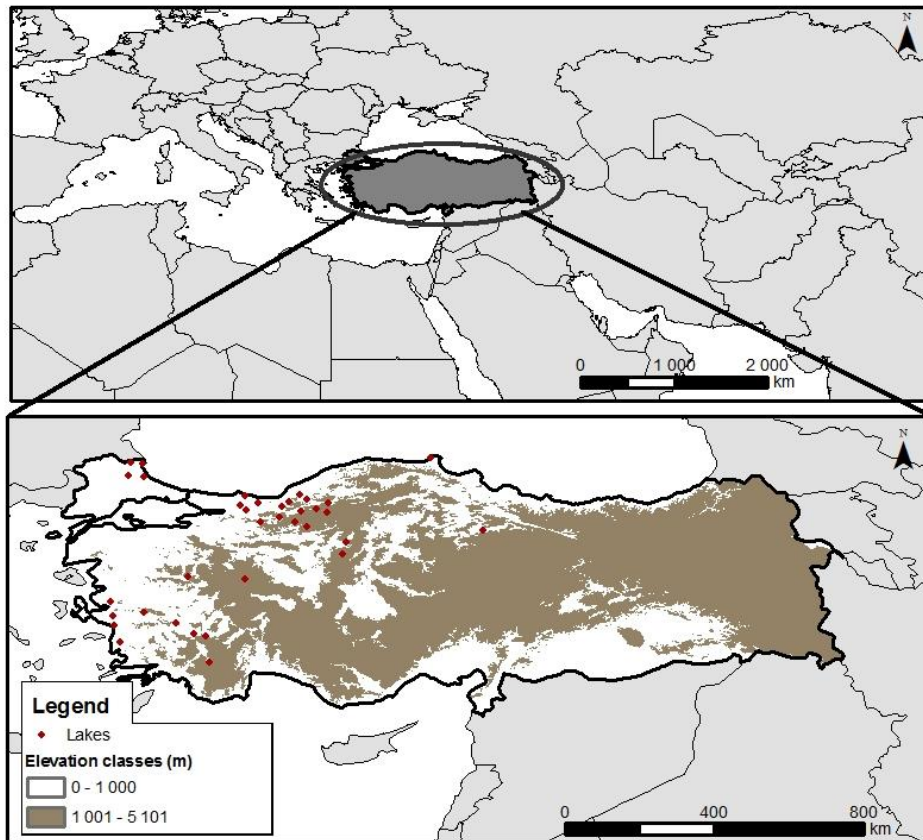 N
0 1 000 2 000
km
N
Legend
Lakes
Elevation classes (m)
0 - 1 000
1 001 - 5 101
0 400 800
km